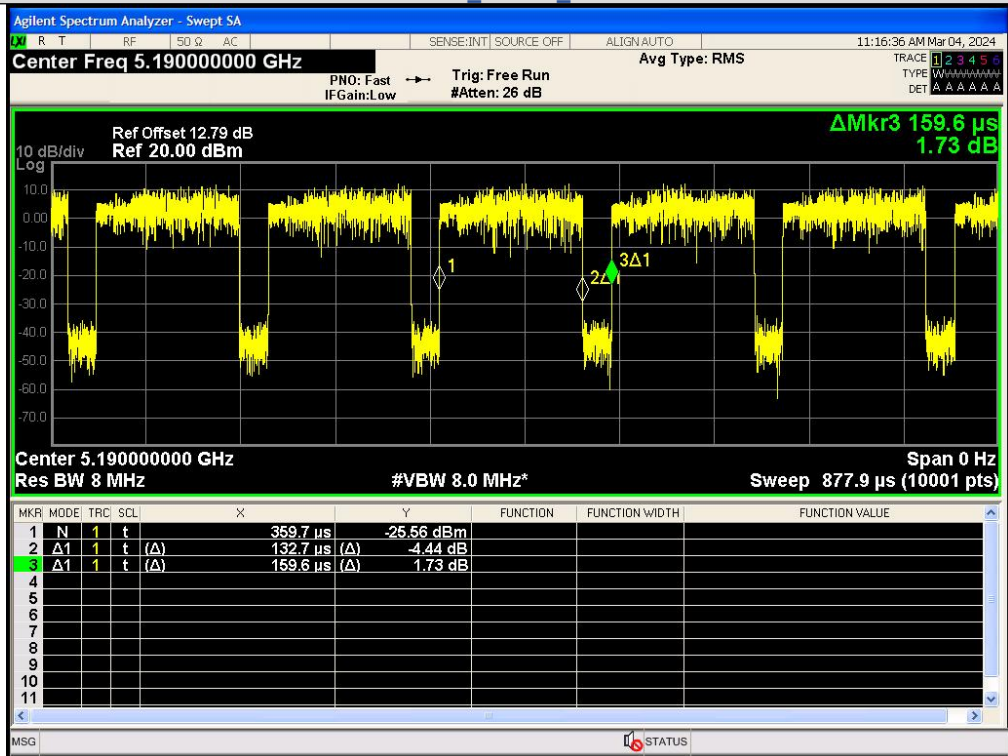 Agilent Spectrum Analyzer - Swept SA
LXI R T RF 50 Ω AC SENSE:INT SOURCE OFF ALIGN AUTO 11:16:36 AM Mar 04, 2024
Center Freq 5.190000000 GHz
Avg Type: RMS
TRACE 1 2 3 4 5 6
PNO: Fast Trig: Free Run
TYPE W
IFGain:Low #Atten: 26 dB
DET A A A A A A
ΔMkr3 159.6 µs
1.73 dB
Ref Offset 12.79 dB
10 dB/div Ref 20.00 dBm
Log
10.0
0.00
-10.0
-20.0
-30.0
-40.0
-50.0
-60.0
-70.0
1
2Δ1
3Δ1
Center 5.190000000 GHz Span 0 Hz
Res BW 8 MHz #VBW 8.0 MHz* Sweep 877.9 µs (10001 pts)
MKR MODE TRC SCL X Y FUNCTION FUNCTION WIDTH FUNCTION VALUE
1 N 1 t 359.7 µs -25.56 dBm
2 Δ1 1 t (Δ) 132.7 µs (Δ) -4.44 dB
3 Δ1 1 t (Δ) 159.6 µs (Δ) 1.73 dB
4
5
6
7
8
9
10
11
MSG STATUS